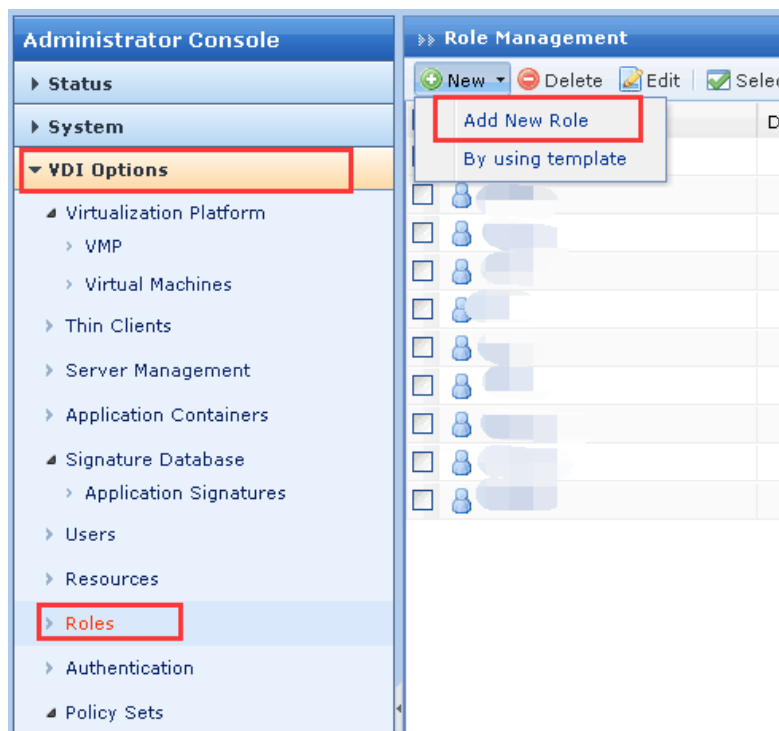 Administrator Console
Status
System
VDI Options
Virtualization Platform
VMP
Virtual Machines
Thin Clients
Server Management
Application Containers
Signature Database
Application Signatures
Users
Resources
Roles
Authentication
Policy Sets
Role Management
New Delete Edit Selec
Add New Role
D
By using template